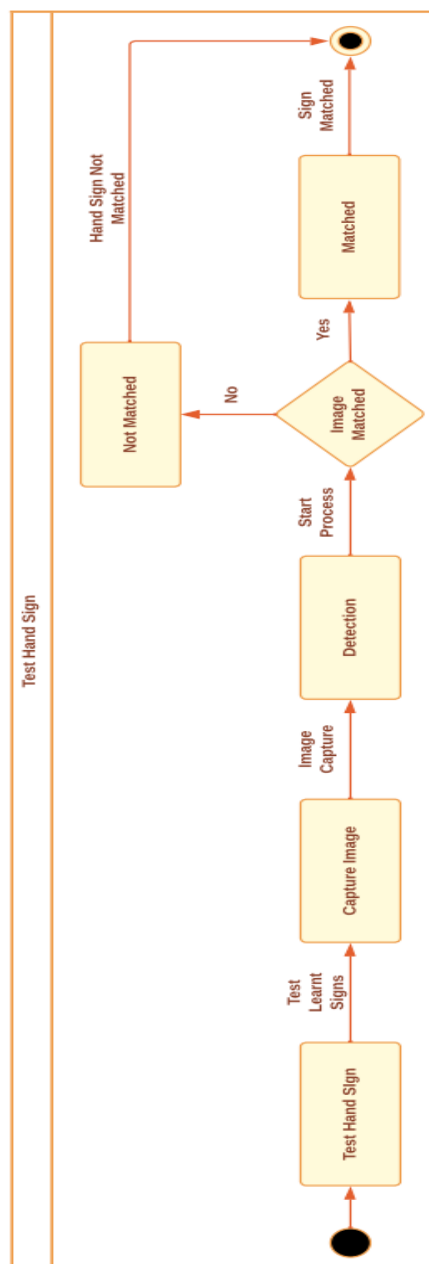 Test Hand Sign
Test Hand SIgn
Test
Learnt
Signs
Capture Image
Image
Capture
Detection
Start
Process
Image
Matched
No
Not Matched
Hand Sign Not
Matched
Yes
Matched
Sign
Matched